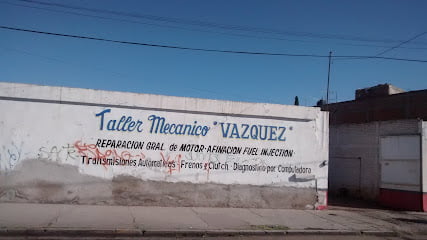 Taller Mecanico "VAZQUEZ"
REPARACION GRAL. de MOTOR·AFINACION FUEL INJECTION
Transmisiones Automaticas·Frenos y Clutch·Diagnostico por Computadora